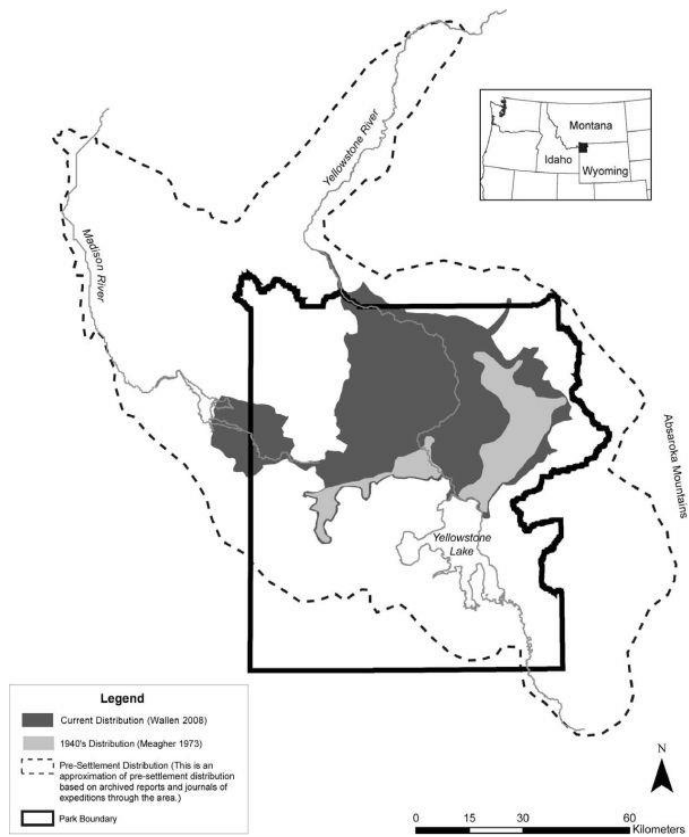 Yellowstone River
Montana
Idaho
Wyoming
Madison River
Absaroka Mountains
Yellowstone
Lake
Legend
Current Distribution (Wallen 2008)
1940's Distribution (Meagher 1973)
Pre-Settlement Distribution (This is
an approximation of pre-settlement distribution
based on archived reports and journals of
expeditions through the area.)
Park Boundary
N
0 15 30 60
Kilometers